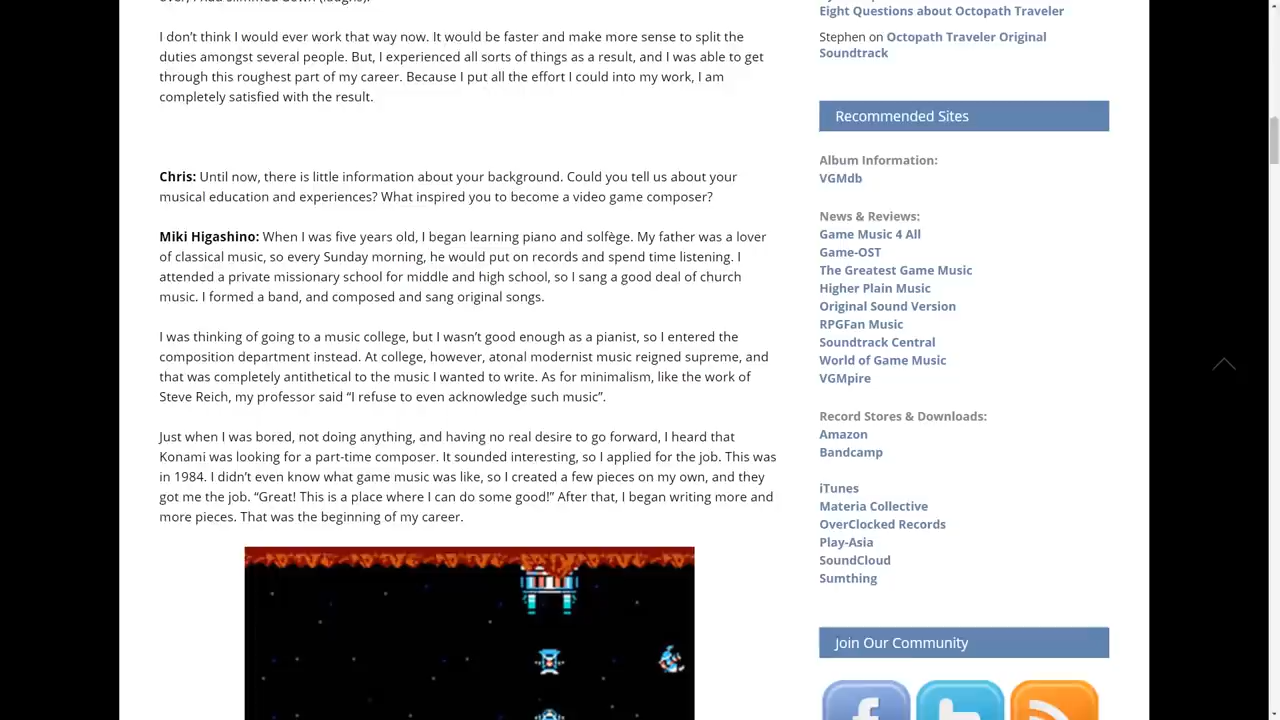 I don't think I would ever work that way now. It would be faster and make more sense to split the
duties amongst several people. But, I experienced all sorts of things as a result, and I was able to get
through this roughest part of my career. Because I put all the effort I could into my work, I am
completely satisfied with the result.
Chris: Until now, there is little information about your background. Could you tell us about your
musical education and experiences? What inspired you to become a video game composer?
Miki Higashino: When I was five years old, I began learning piano and solfège. My father was a lover
of classical music, so every Sunday morning, he would put on records and spend time listening. I
attended a private missionary school for middle and high school, so I sang a good deal of church
music. I formed a band, and composed and sang original songs.
I was thinking of going to a music college, but I wasn't good enough as a pianist, so I entered the
composition department instead. At college, however, atonal modernist music reigned supreme, and
that was completely antithetical to the music I wanted to write. As for minimalism, like the work of
Steve Reich, my professor said “I refuse to even acknowledge such music”.
Just when I was bored, not doing anything, and having no real desire to go forward, I heard that
Konami was looking for a part-time composer. It sounded interesting, so I applied for the job. This was
in 1984. I didn't even know what game music was like, so I created a few pieces on my own, and they
got me the job. “Great! This is a place where I can do some good!” After that, I began writing more and
more pieces. That was the beginning of my career.
Eight Questions about Octopath Traveler
Stephen on Octopath Traveler Original
Soundtrack
Recommended Sites
Album Information:
VGMdb
News & Reviews:
Game Music 4 All
Game-OST
The Greatest Game Music
Higher Plain Music
Original Sound Version
RPGFan Music
Soundtrack Central
World of Game Music
VGMpire
Record Stores & Downloads:
Amazon
Bandcamp
iTunes
Materia Collective
OverClocked Records
Play-Asia
SoundCloud
Sumthing
Join Our Community